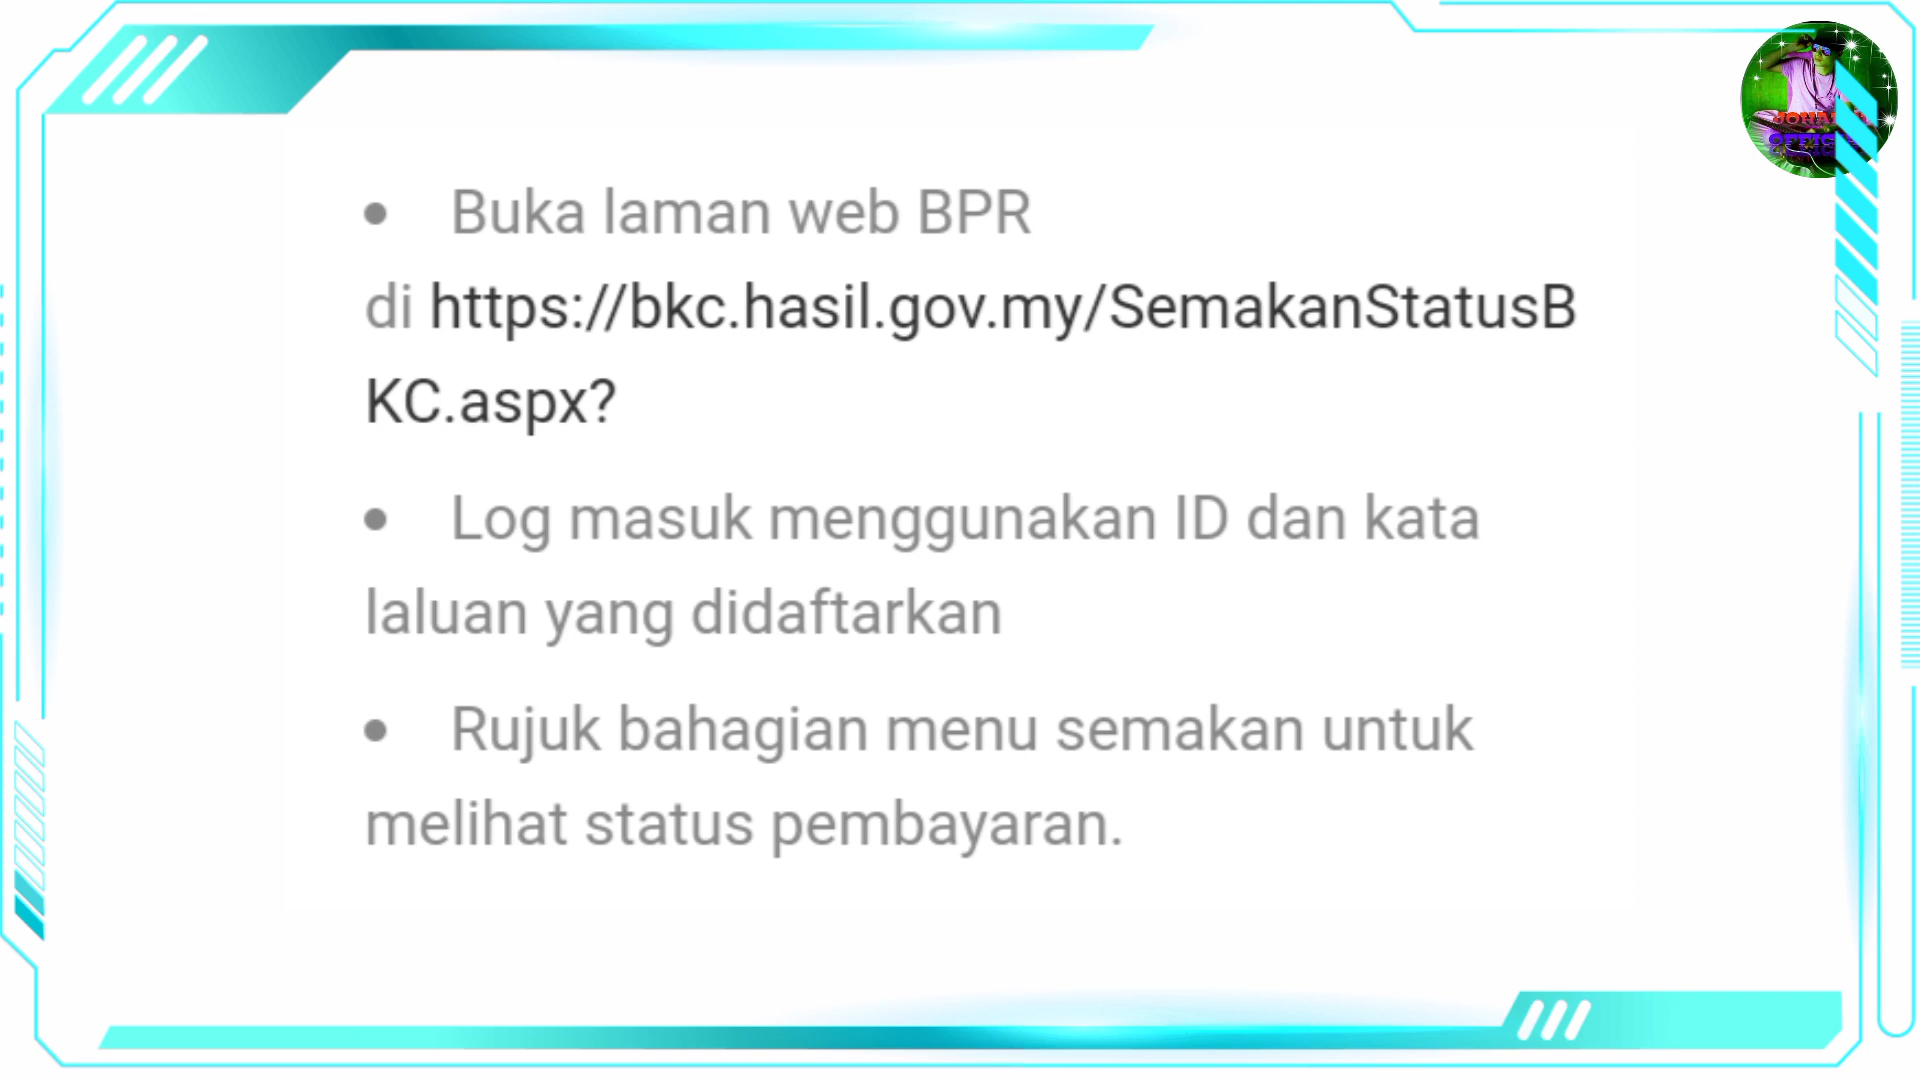 • Buka laman web BPR
di https://bkc.hasil.gov.my/SemakanStatusB
KC.aspx?
• Log masuk menggunakan ID dan kata
laluan yang didaftarkan
• Rujuk bahagian menu semakan untuk
melihat status pembayaran.